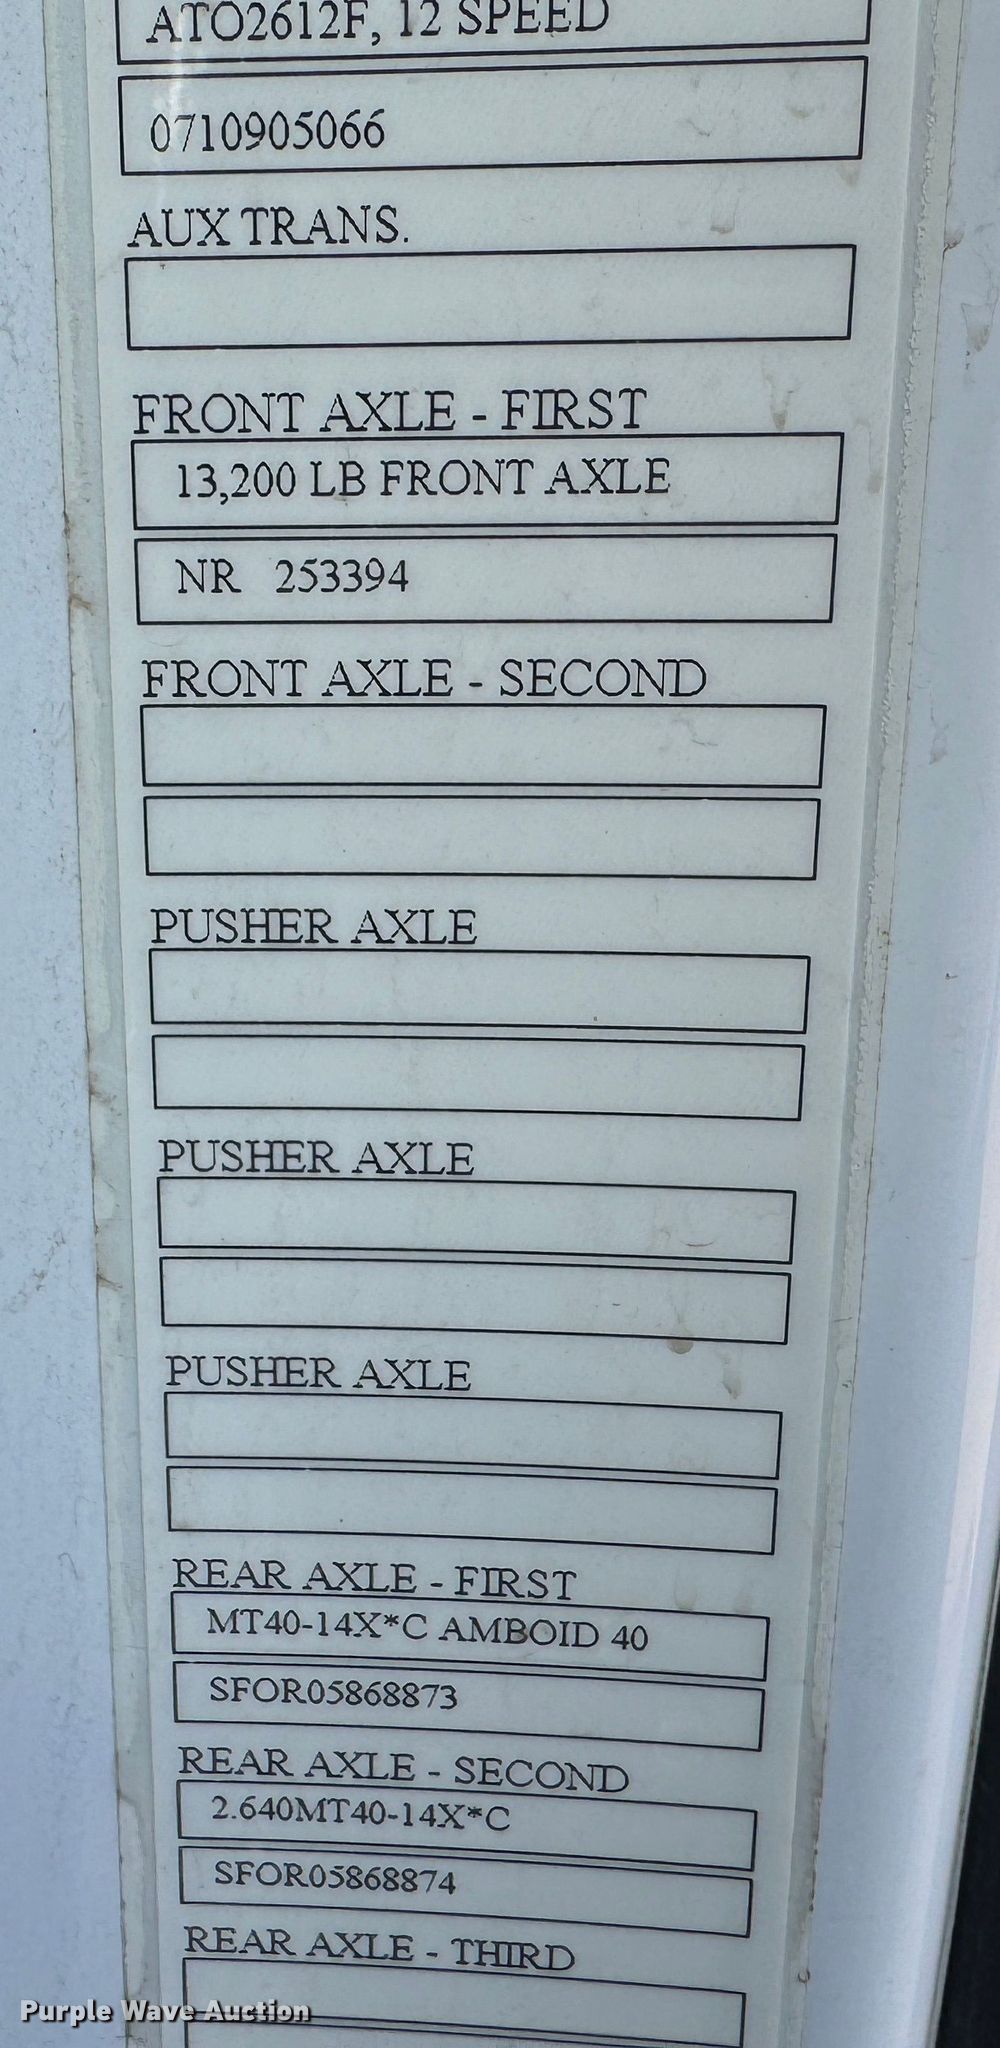 ATO2612F, 12 SPEED
0710905066
AUX TRANS.
FRONT AXLE - FIRST
13,200 LB FRONT AXLE
NR 253394
FRONT AXLE - SECOND
PUSHER AXLE
PUSHER AXLE
PUSHER AXLE
REAR AXLE - FIRST
MT40-14X*C AMBOID 40
SFOR05868873
REAR AXLE - SECOND
2.640MT40-14X*C
SFOR05868874
REAR AXLE - THIRD
Purple Wave Auction